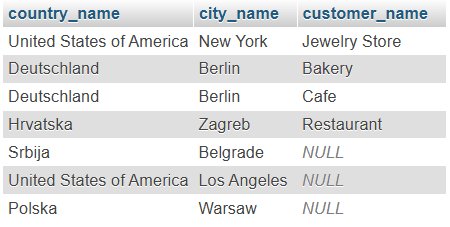 country_name city_name customer_name
United States of America New York Jewelry Store
Deutschland Berlin Bakery
Deutschland Berlin Cafe
Hrvatska Zagreb Restaurant
Srbija Belgrade NULL
United States of America Los Angeles NULL
Polska Warsaw NULL